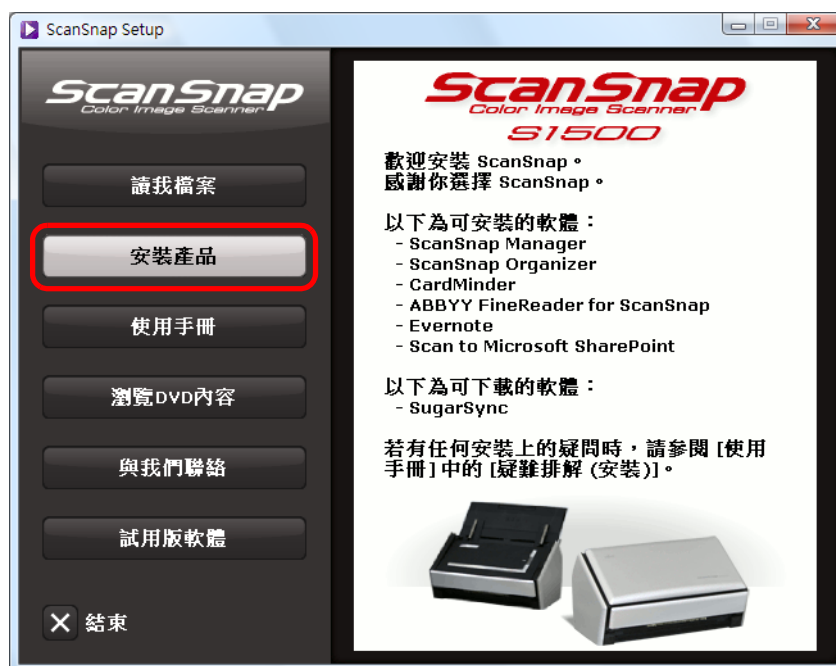 ScanSnap Setup
ScanSnap
Color Image Scanner
讀我檔案
安裝產品
使用手冊
瀏覽DVD內容
與我們聯絡
試用版軟體
結束
ScanSnap
Color Image Scanner
S1500
歡迎安裝 ScanSnap。
感謝你選擇 ScanSnap。
以下為可安裝的軟體：
- ScanSnap Manager
- ScanSnap Organizer
- CardMinder
- ABBYY FineReader for ScanSnap
- Evernote
- Scan to Microsoft SharePoint
以下為可下載的軟體：
- SugarSync
若有任何安裝上的疑問時，請參閱 [使用
手冊] 中的 [疑難排解 (安裝)]。